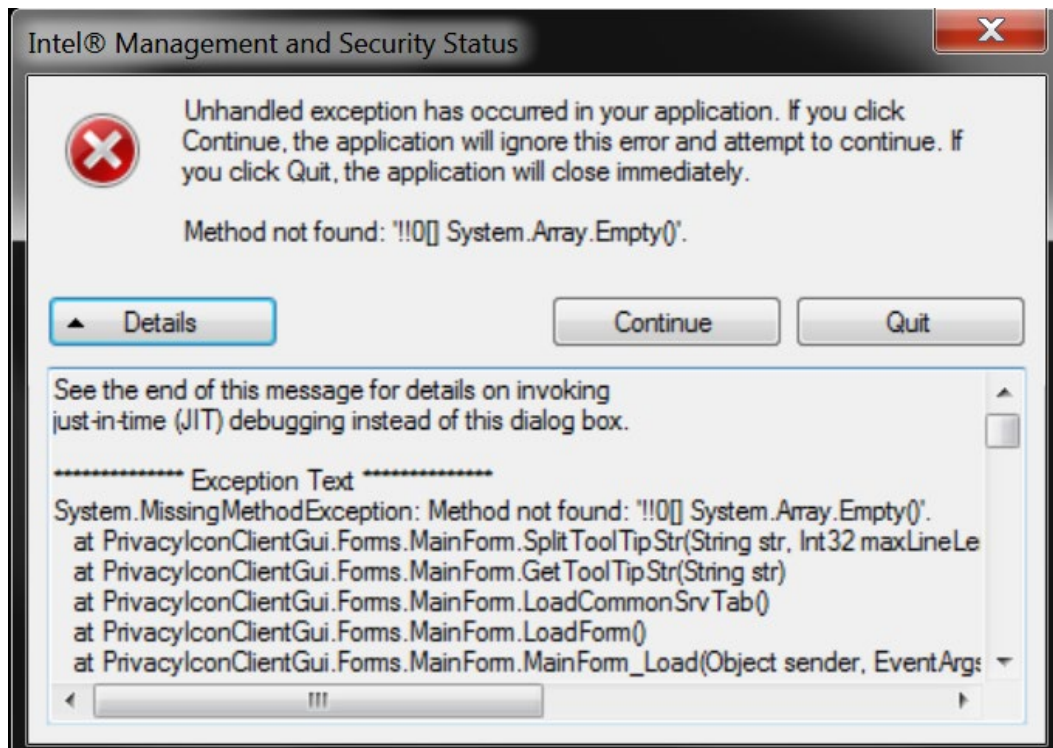 Intel® Management and Security Status
X
Unhandled exception has occurred in your application. If you click
Continue, the application will ignore this error and attempt to continue. If
you click Quit, the application will close immediately.
Method not found: '!!0[] System.Array.Empty()'.
Details
Continue
Quit
See the end of this message for details on invoking
just-in-time (JIT) debugging instead of this dialog box.
************** Exception Text **************
System.MissingMethodException: Method not found: '!!0[] System.Array.Empty()'.
at PrivacyIconClientGui.Forms.MainForm.SplitToolTipStr(String str, Int32 maxLineLe
at PrivacyIconClientGui.Forms.MainForm.GetToolTipStr(String str)
at PrivacyIconClientGui.Forms.MainForm.LoadCommonSrvTab()
at PrivacyIconClientGui.Forms.MainForm.LoadForm()
at PrivacyIconClientGui.Forms.MainForm.MainForm_Load(Object sender, EventArgs